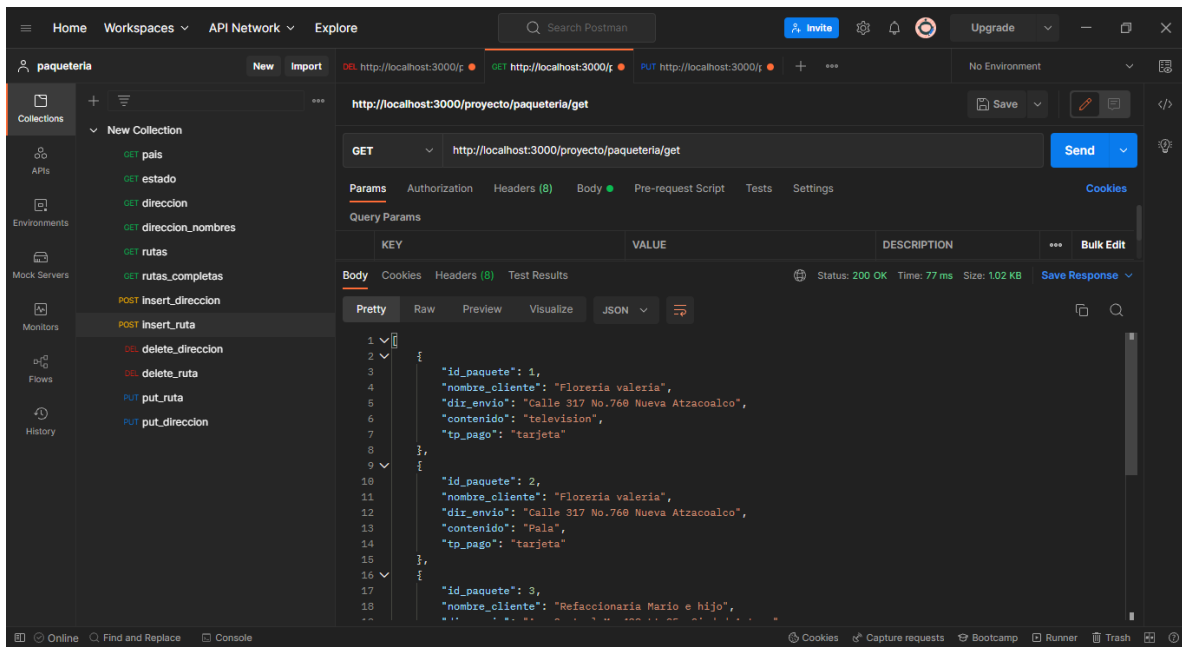 Home Workspaces API Network Explore Search Postman Invite Upgrade
paqueteria New Import DEL http://localhost:3000/p GET http://localhost:3000/p PUT http://localhost:3000/p No Environment
Collections
APIs
Environments
Mock Servers
Monitors
Flows
History
New Collection
GET pais
GET estado
GET direccion
GET direccion_nombres
GET rutas
GET rutas_completas
POST insert_direccion
POST insert_ruta
DEL delete_direccion
DEL delete_ruta
PUT put_ruta
PUT put_direccion
http://localhost:3000/proyecto/paqueteria/get Save
GET http://localhost:3000/proyecto/paqueteria/get Send
Params Authorization Headers (8) Body Pre-request Script Tests Settings Cookies
Query Params
KEY VALUE DESCRIPTION Bulk Edit
Body Cookies Headers (8) Test Results Status: 200 OK Time: 77 ms Size: 1.02 KB Save Response
Pretty Raw Preview Visualize JSON
1 [
2 {
3 "id_paquete": 1,
4 "nombre_cliente": "Floreria valeria",
5 "dir_envio": "Calle 317 No.760 Nueva Atzacoalco",
6 "contenido": "television",
7 "tp_pago": "tarjeta"
8 },
9 {
10 "id_paquete": 2,
11 "nombre_cliente": "Floreria valeria",
12 "dir_envio": "Calle 317 No.760 Nueva Atzacoalco",
13 "contenido": "Pala",
14 "tp_pago": "tarjeta"
15 },
16 {
17 "id_paquete": 3,
18 "nombre_cliente": "Refaccionaria Mario e hijo",
Online Find and Replace Console Cookies Capture requests Bootcamp Runner Trash